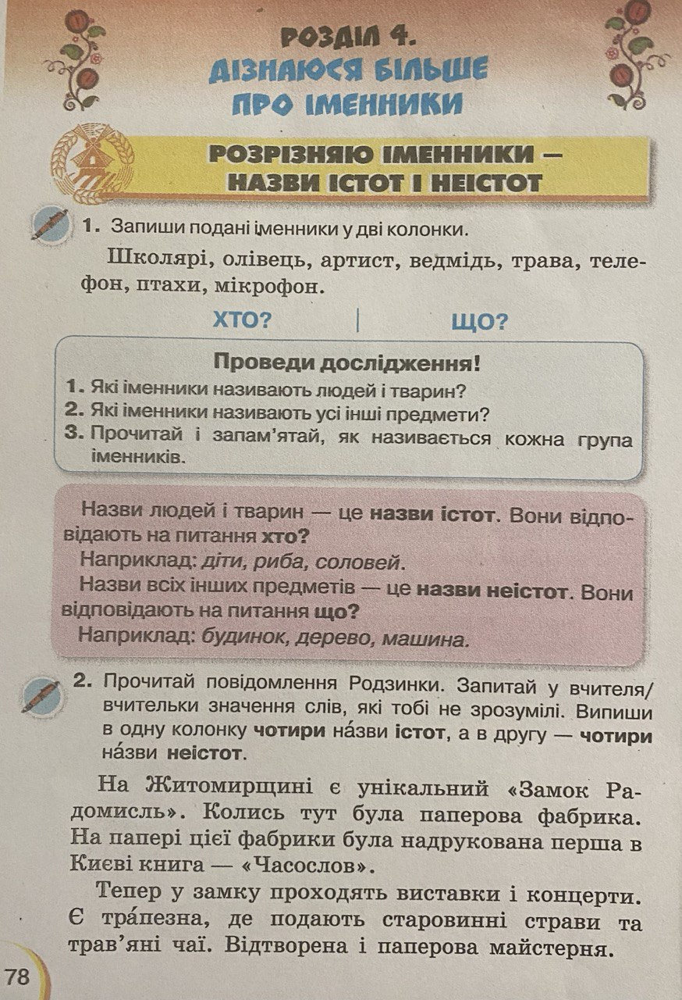 РОЗДІЛ 4.
ДІЗНАЮСЯ БІЛЬШЕ
ПРО ІМЕННИКИ
РОЗРІЗНЯЮ ІМЕННИКИ –
НАЗВИ ІСТОТ І НЕІСТОТ
1. Запиши подані іменники у дві колонки.
Школярі, олівець, артист, ведмідь, трава, теле-
фон, птахи, мікрофон.
ХТО? | ЩО?
Проведи дослідження!
1. Які іменники називають людей і тварин?
2. Які іменники називають усі інші предмети?
3. Прочитай і запам’ятай, як називається кожна група
іменників.
Назви людей і тварин — це назви істот. Вони відпо-
відають на питання хто?
Наприклад: діти, риба, соловей.
Назви всіх інших предметів — це назви неістот. Вони
відповідають на питання що?
Наприклад: будинок, дерево, машина.
2. Прочитай повідомлення Родзинки. Запитай у вчителя/
вчительки значення слів, які тобі не зрозумілі. Випиши
в одну колонку чотири на́зви істот, а в другу — чотири
на́зви неістот.
На Житомирщині є унікальний «Замок Ра-
домисль». Колись тут була паперова фабрика.
На папері цієї фабрики була надрукована перша в
Києві книга — «Часослов».
Тепер у замку проходять виставки і концерти.
Є тра́пезна, де подають старовинні страви та
трав’яні чаї. Відтворена і паперова майстерня.
78